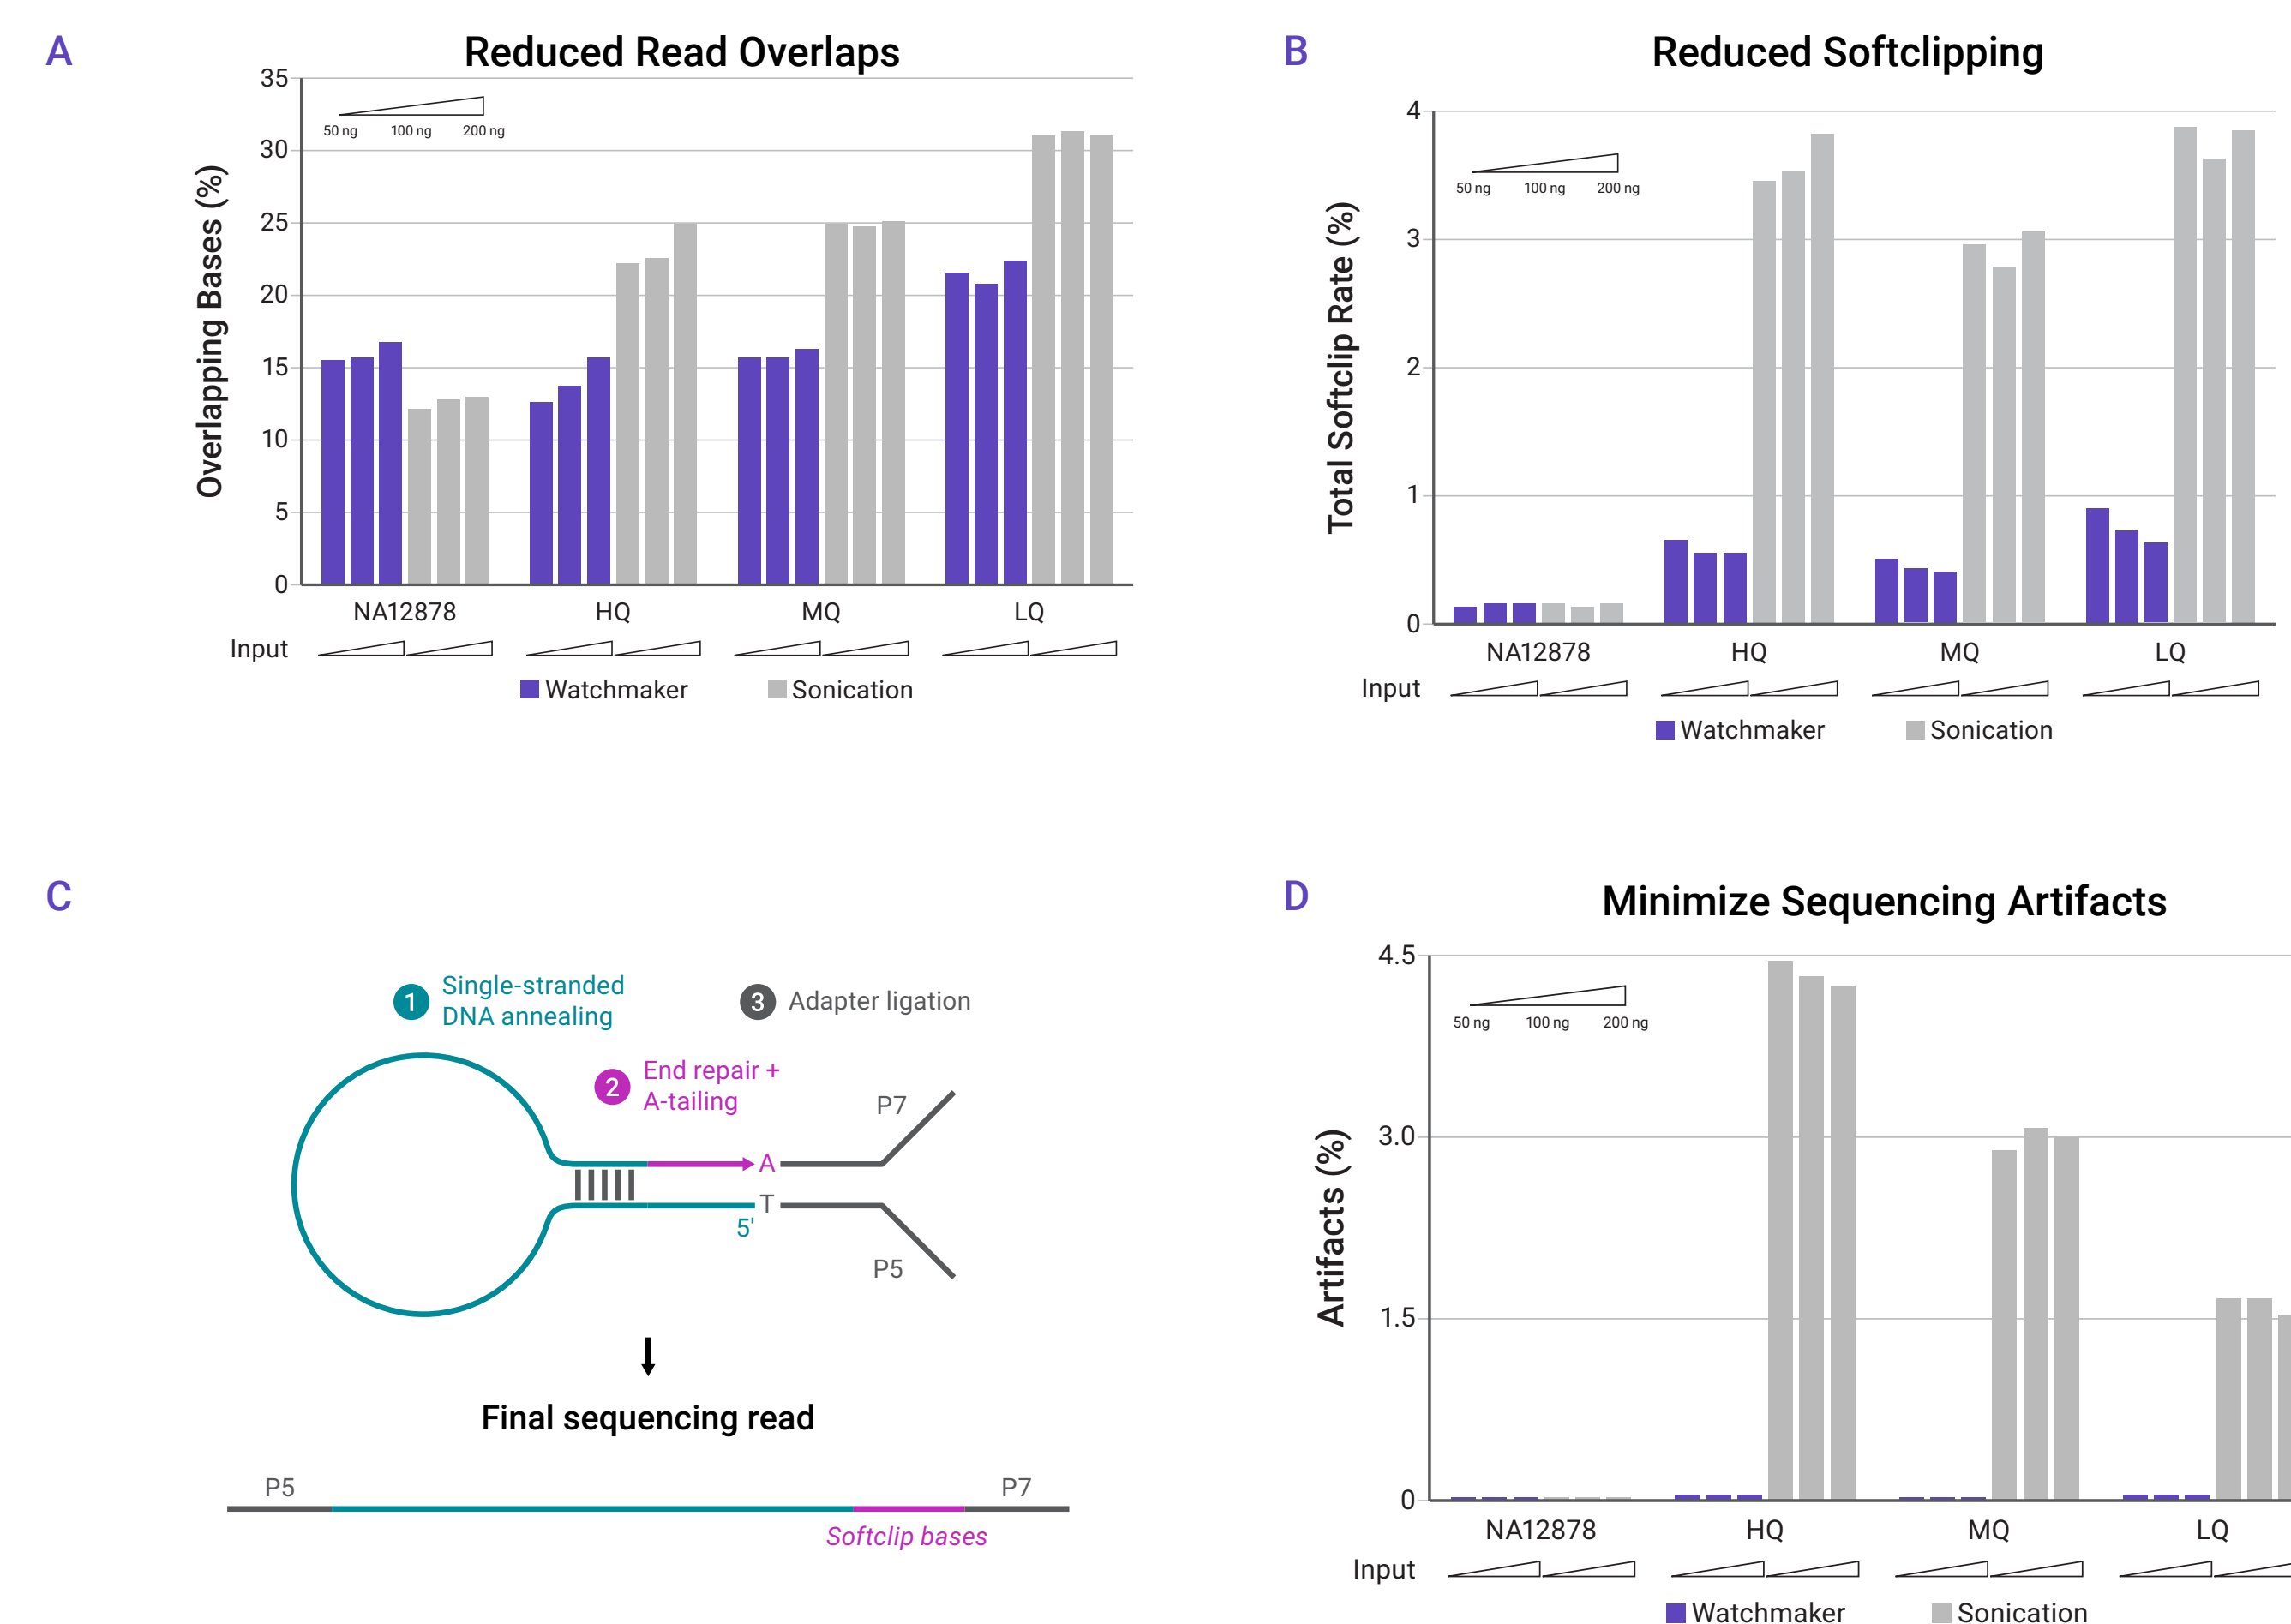 A
Reduced Read Overlaps
35
30
25
20
15
10
5
0
Overlapping Bases (%)
50 ng 100 ng 200 ng
NA12878 HQ MQ LQ
Input
Watchmaker Sonication
B
Reduced Softclipping
4
3
2
1
0
Total Softclip Rate (%)
50 ng 100 ng 200 ng
NA12878 HQ MQ LQ
Input
Watchmaker Sonication
C
1 Single-stranded
DNA annealing
3 Adapter ligation
2 End repair +
A-tailing
P7
A
T
5'
P5
Final sequencing read
P5 P7
Softclip bases
D
Minimize Sequencing Artifacts
4.5
3.0
1.5
0
Artifacts (%)
50 ng 100 ng 200 ng
NA12878 HQ MQ LQ
Input
Watchmaker Sonication